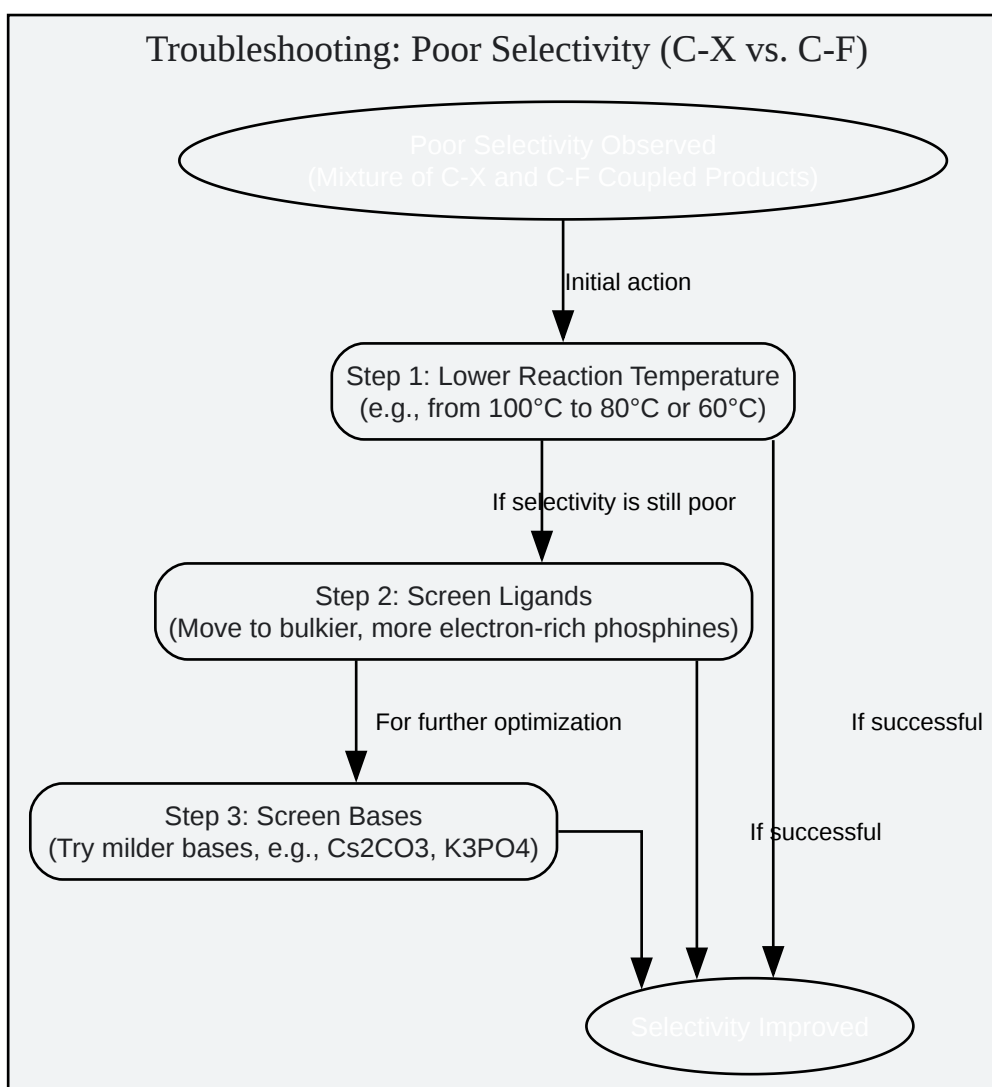 Troubleshooting: Poor Selectivity (C-X vs. C-F)
Poor Selectivity Observed
(Mixture of C-X and C-F Coupled Products)
Initial action
Step 1: Lower Reaction Temperature
(e.g., from 100°C to 80°C or 60°C)
If selectivity is still poor
Step 2: Screen Ligands
(Move to bulkier, more electron-rich phosphines)
For further optimization
If successful
Step 3: Screen Bases
(Try milder bases, e.g., Cs2CO3, K3PO4)
If successful
Selectivity Improved